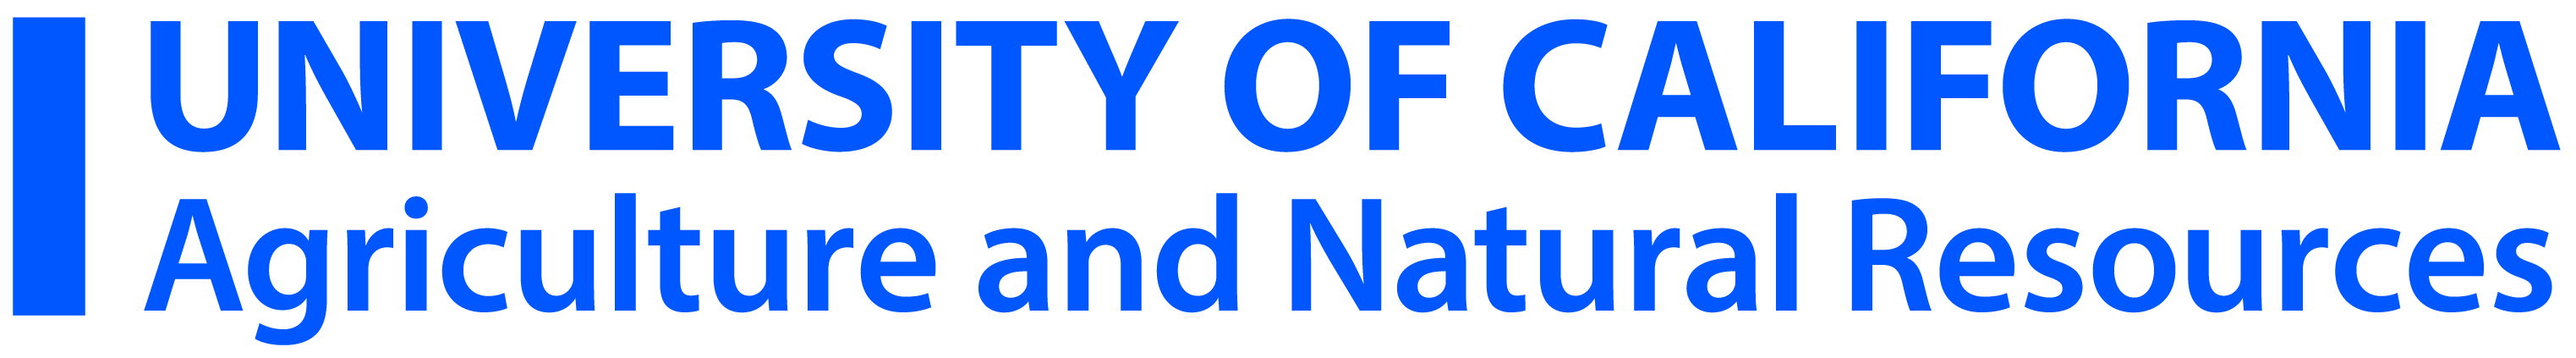 UNIVERSITY OF CALIFORNIA
Agriculture and Natural Resources